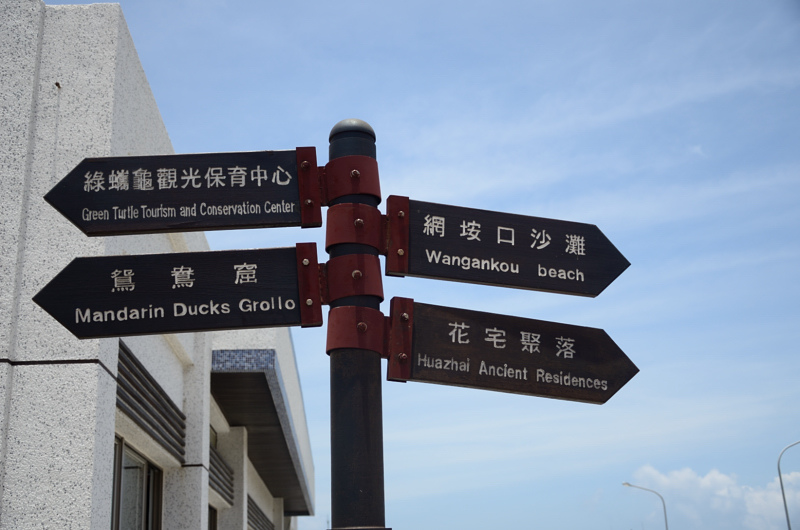 綠蠵龜觀光保育中心
Green Turtle Tourism and Conservation Center
鴛鴦窟
Mandarin Ducks Grollo
網垵口沙灘
Wangankou beach
花宅聚落
Huazhai Ancient Residences